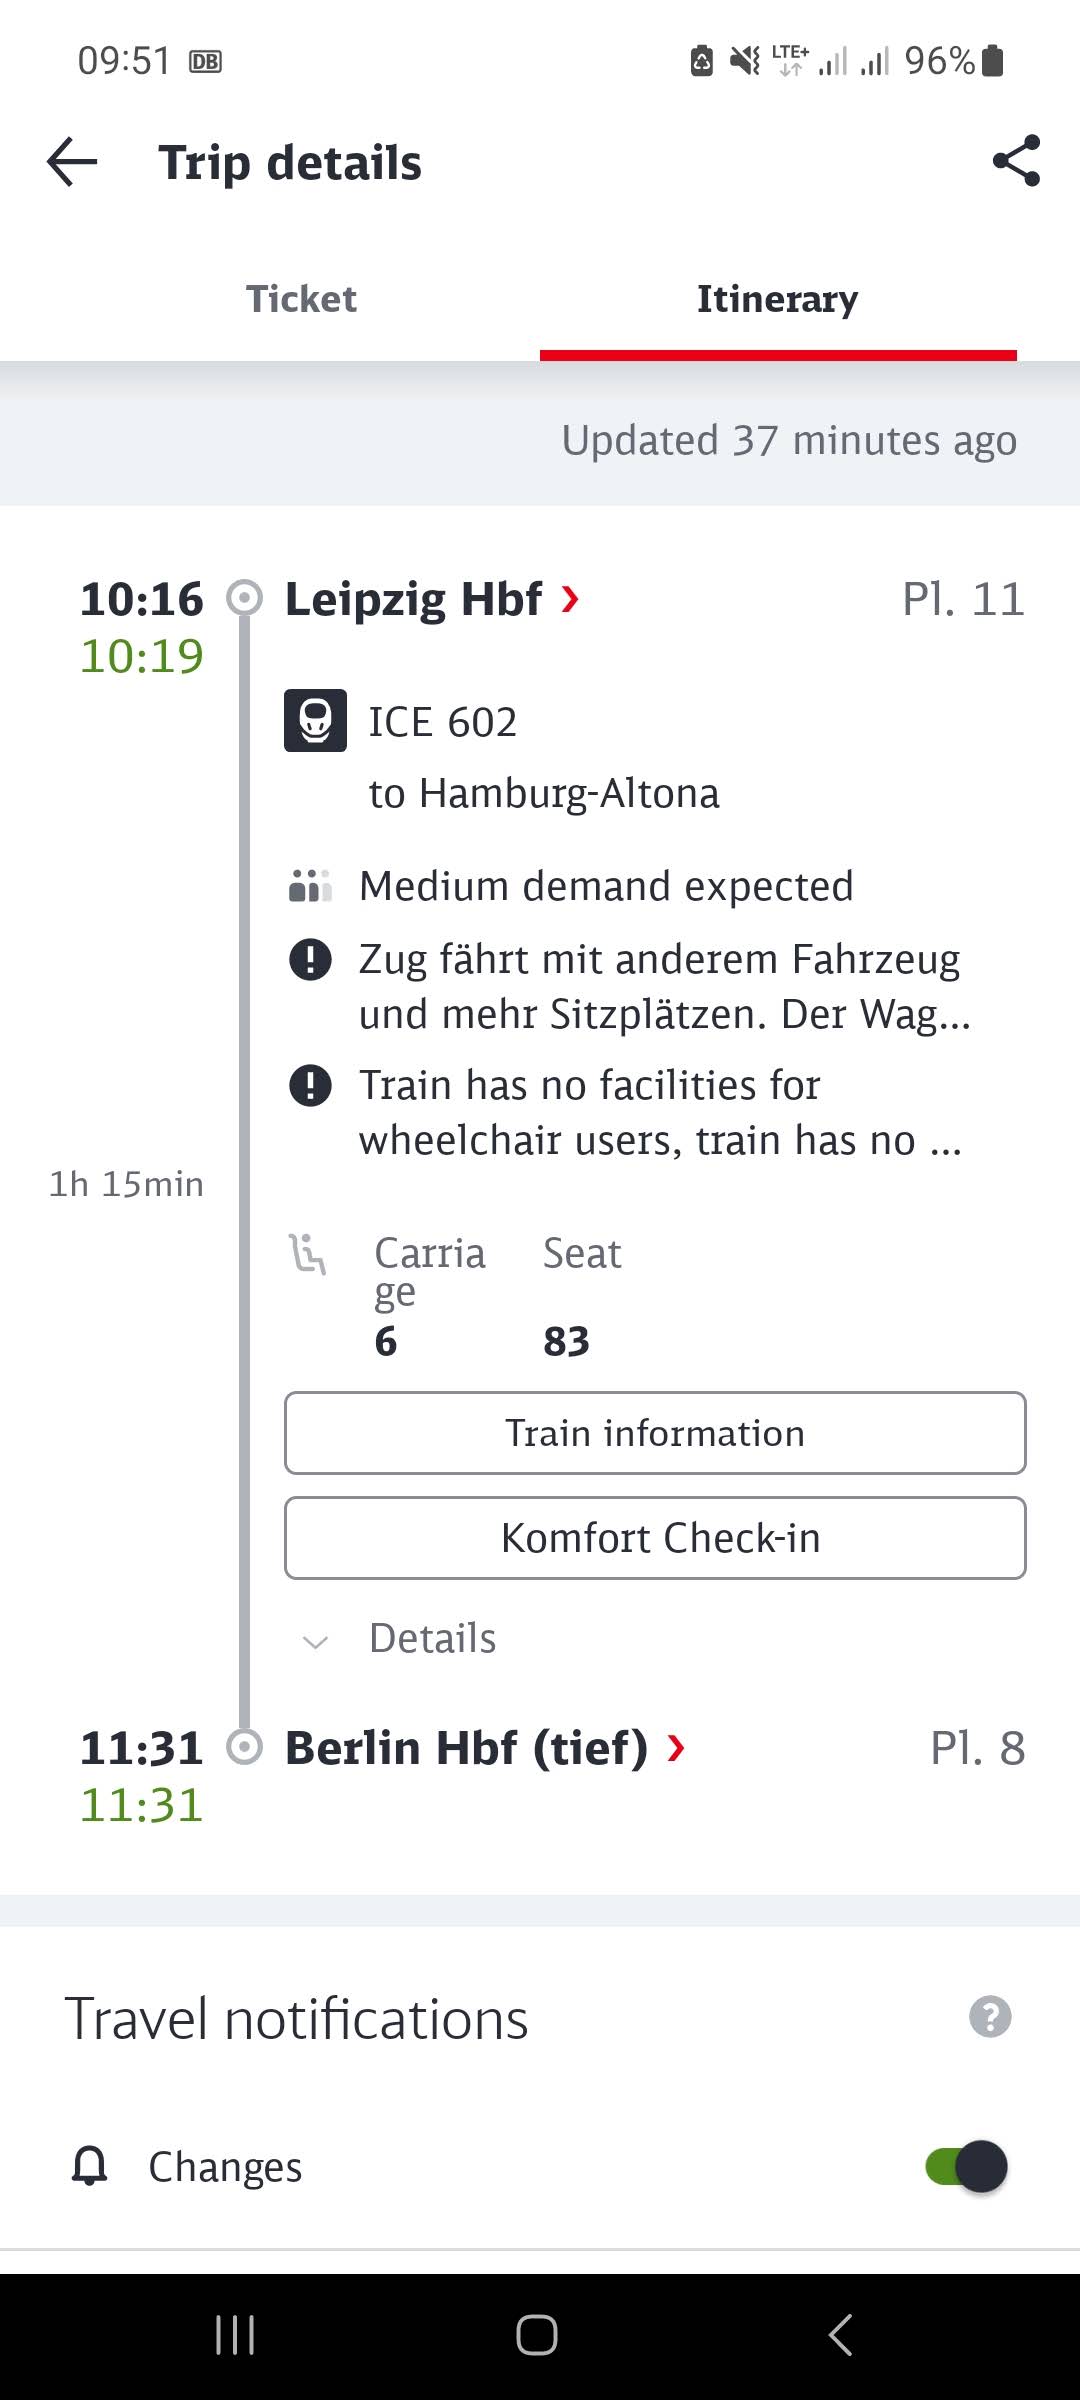 09:51 DB LTE+ 96%
Trip details
Ticket Itinerary
Updated 37 minutes ago
10:16 Leipzig Hbf Pl. 11
10:19
ICE 602
to Hamburg-Altona
Medium demand expected
Zug fährt mit anderem Fahrzeug
und mehr Sitzplätzen. Der Wag...
Train has no facilities for
wheelchair users, train has no ...
1h 15min
Carria Seat
ge
6 83
Train information
Komfort Check-in
Details
11:31 Berlin Hbf (tief) Pl. 8
11:31
Travel notifications ?
Changes